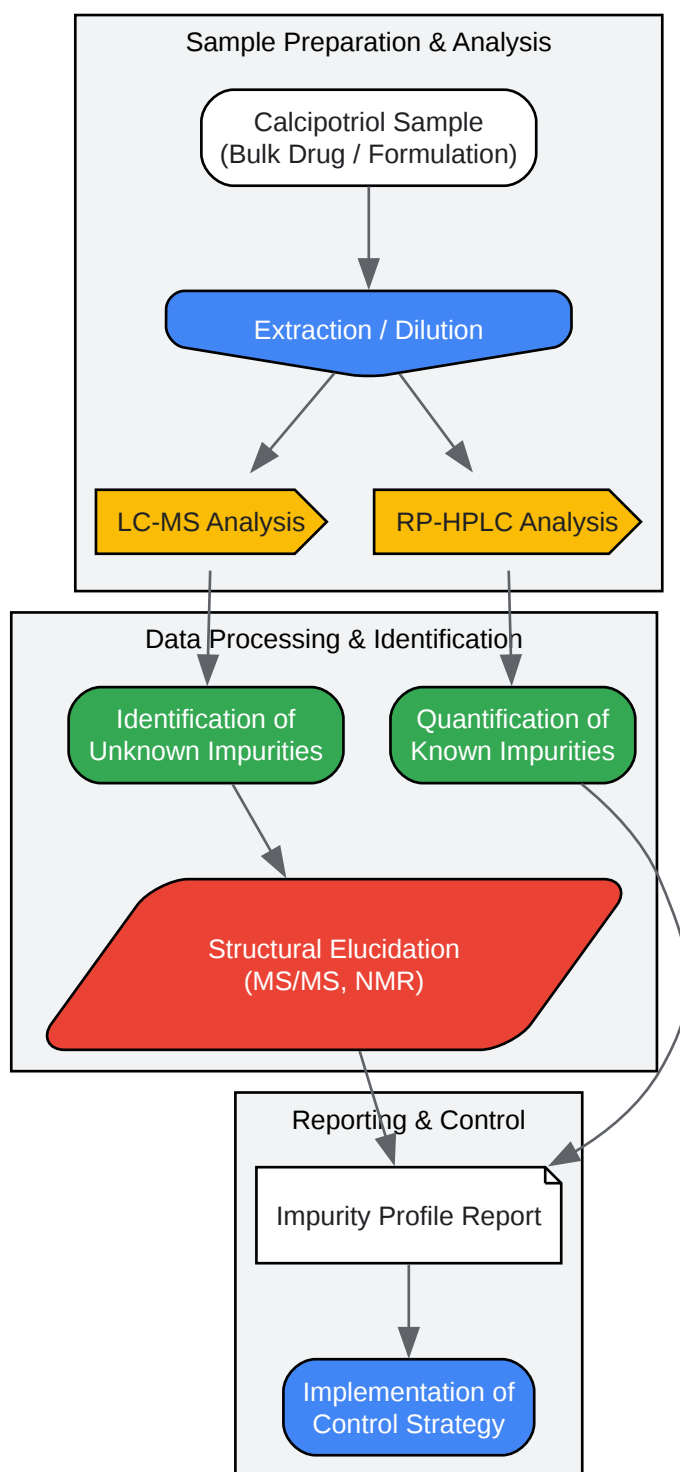 Sample Preparation & Analysis
Calcipotriol Sample
(Bulk Drug / Formulation)
Extraction / Dilution
LC-MS Analysis
RP-HPLC Analysis
Data Processing & Identification
Identification of
Unknown Impurities
Quantification of
Known Impurities
Structural Elucidation
(MS/MS, NMR)
Reporting & Control
Impurity Profile Report
Implementation of
Control Strategy